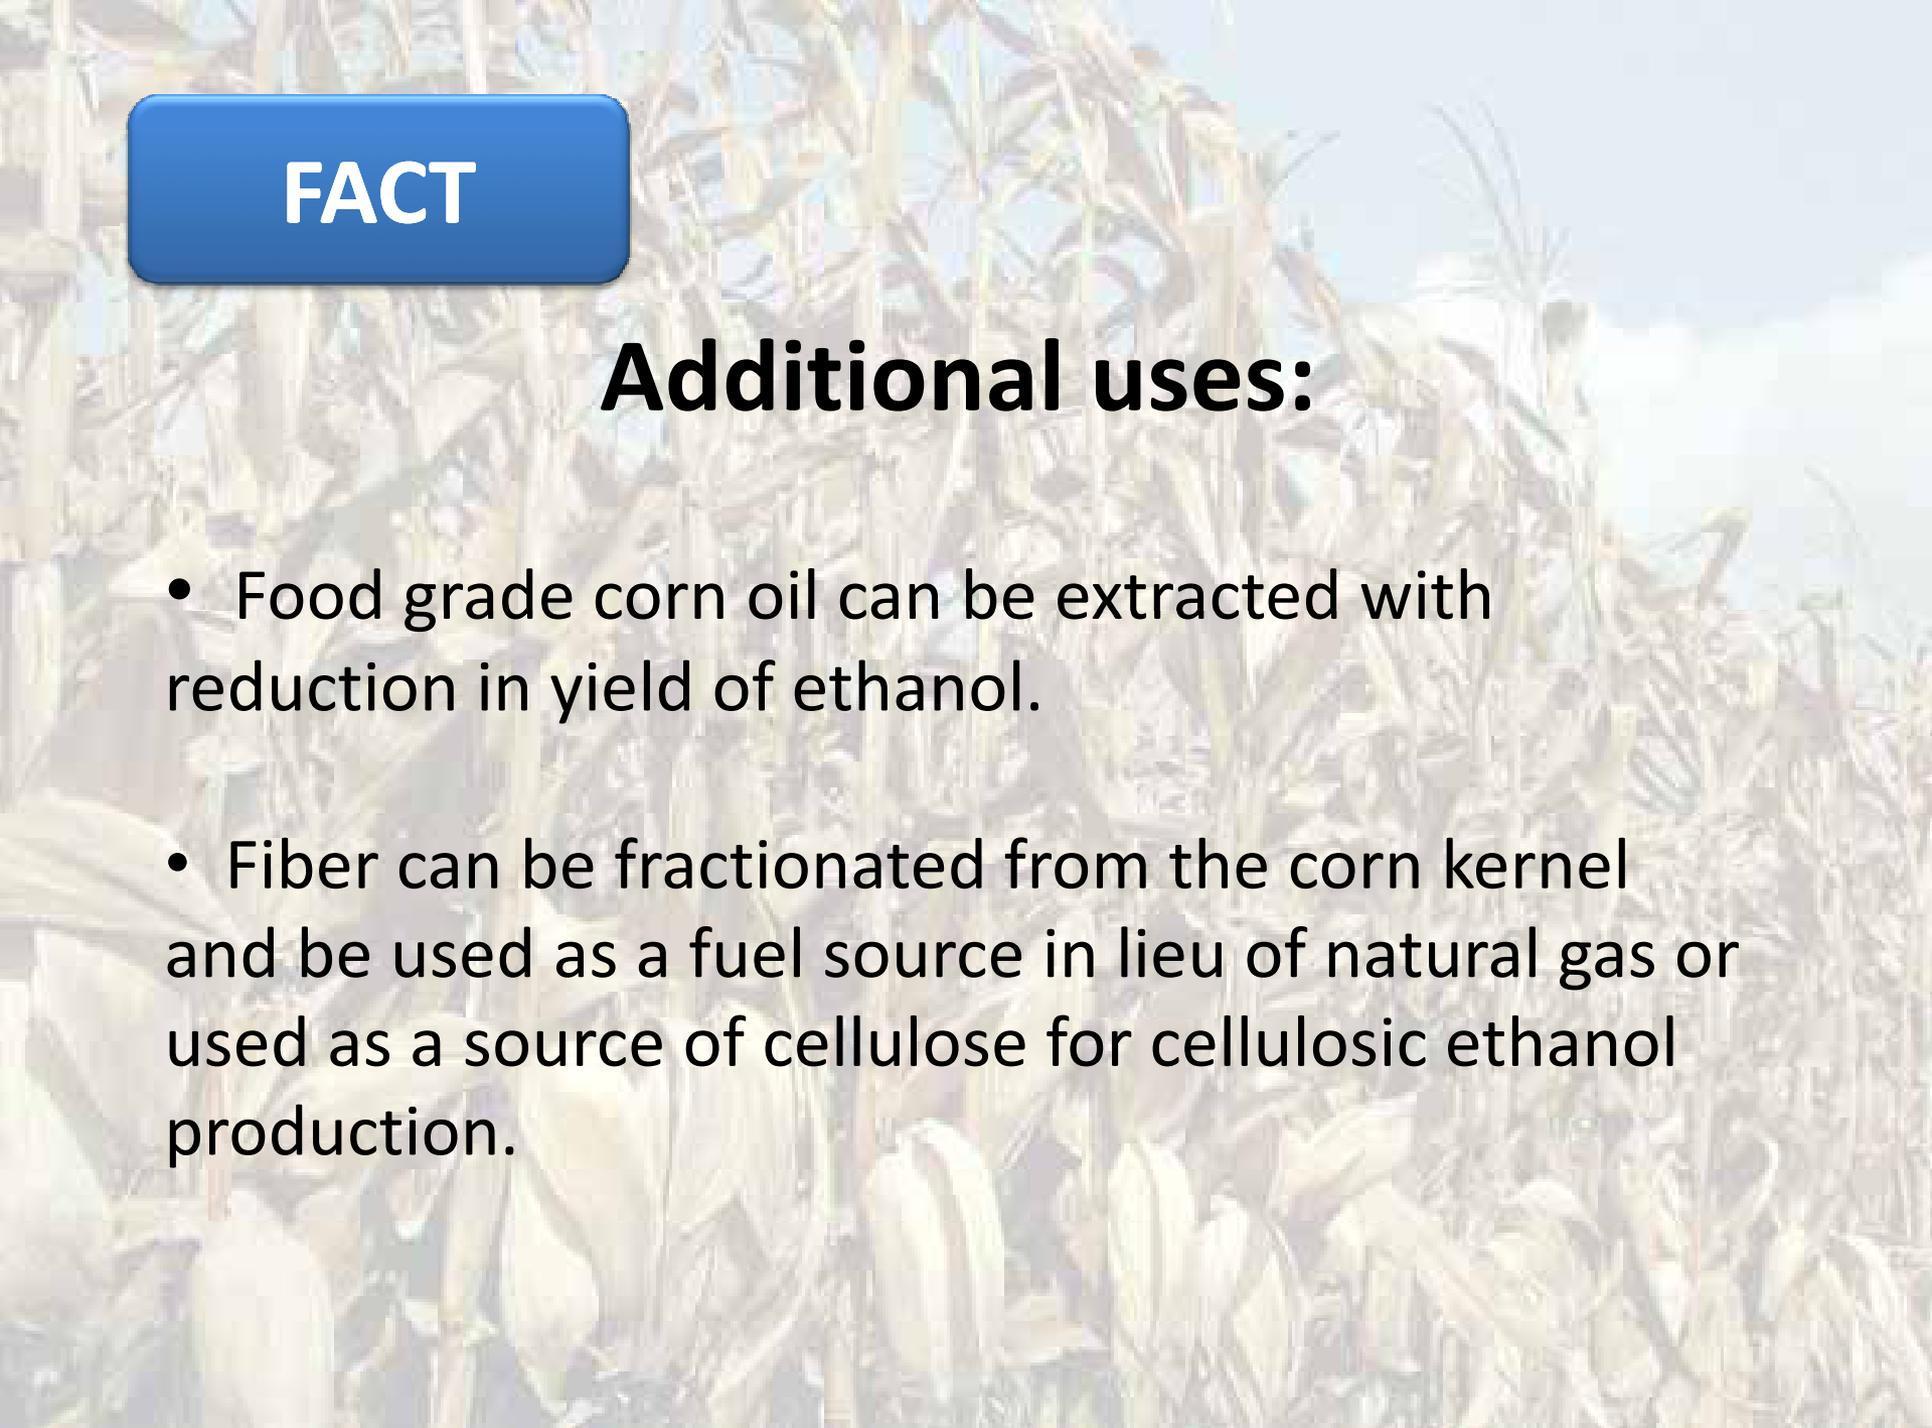 FACT
Additional uses:
• Food grade corn oil can be extracted with
reduction in yield of ethanol.
• Fiber can be fractionated from the corn kernel
and be used as a fuel source in lieu of natural gas or
used as a source of cellulose for cellulosic ethanol
production.